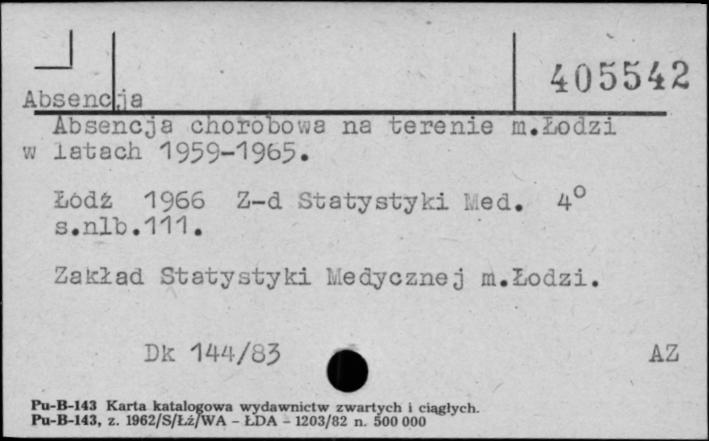 405542
Absencja
Absencja chorobowa na terenie m.Łodzi
w latach 1959-1965.
Łódź 1966 Z-d Statystyki Med. 4°
s.nlb.111.
Zakład Statystyki Medycznej m.Łodzi.
Dk 144/83 AZ
Pu-B-143 Karta katalogowa wydawnictw zwartych i ciągłych.
Pu-B-143, z. 1962/S/Łź/WA - ŁDA - 1203/82 n. 500 000